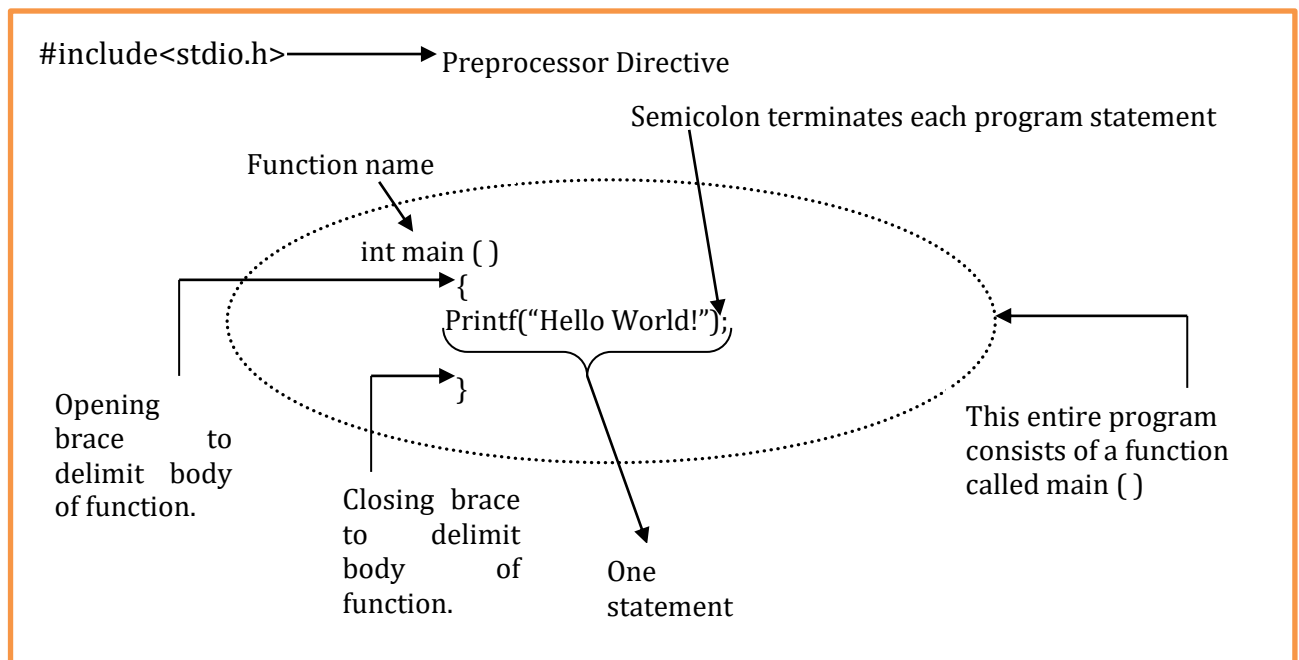 #include<stdio.h>
Preprocessor Directive
Semicolon terminates each program statement
Function name
int main ( )
{
Printf(“Hello World!”);
}
Opening
brace to
delimit body
of function.
Closing brace
to delimit
body of
function.
One
statement
This entire program
consists of a function
called main ( )